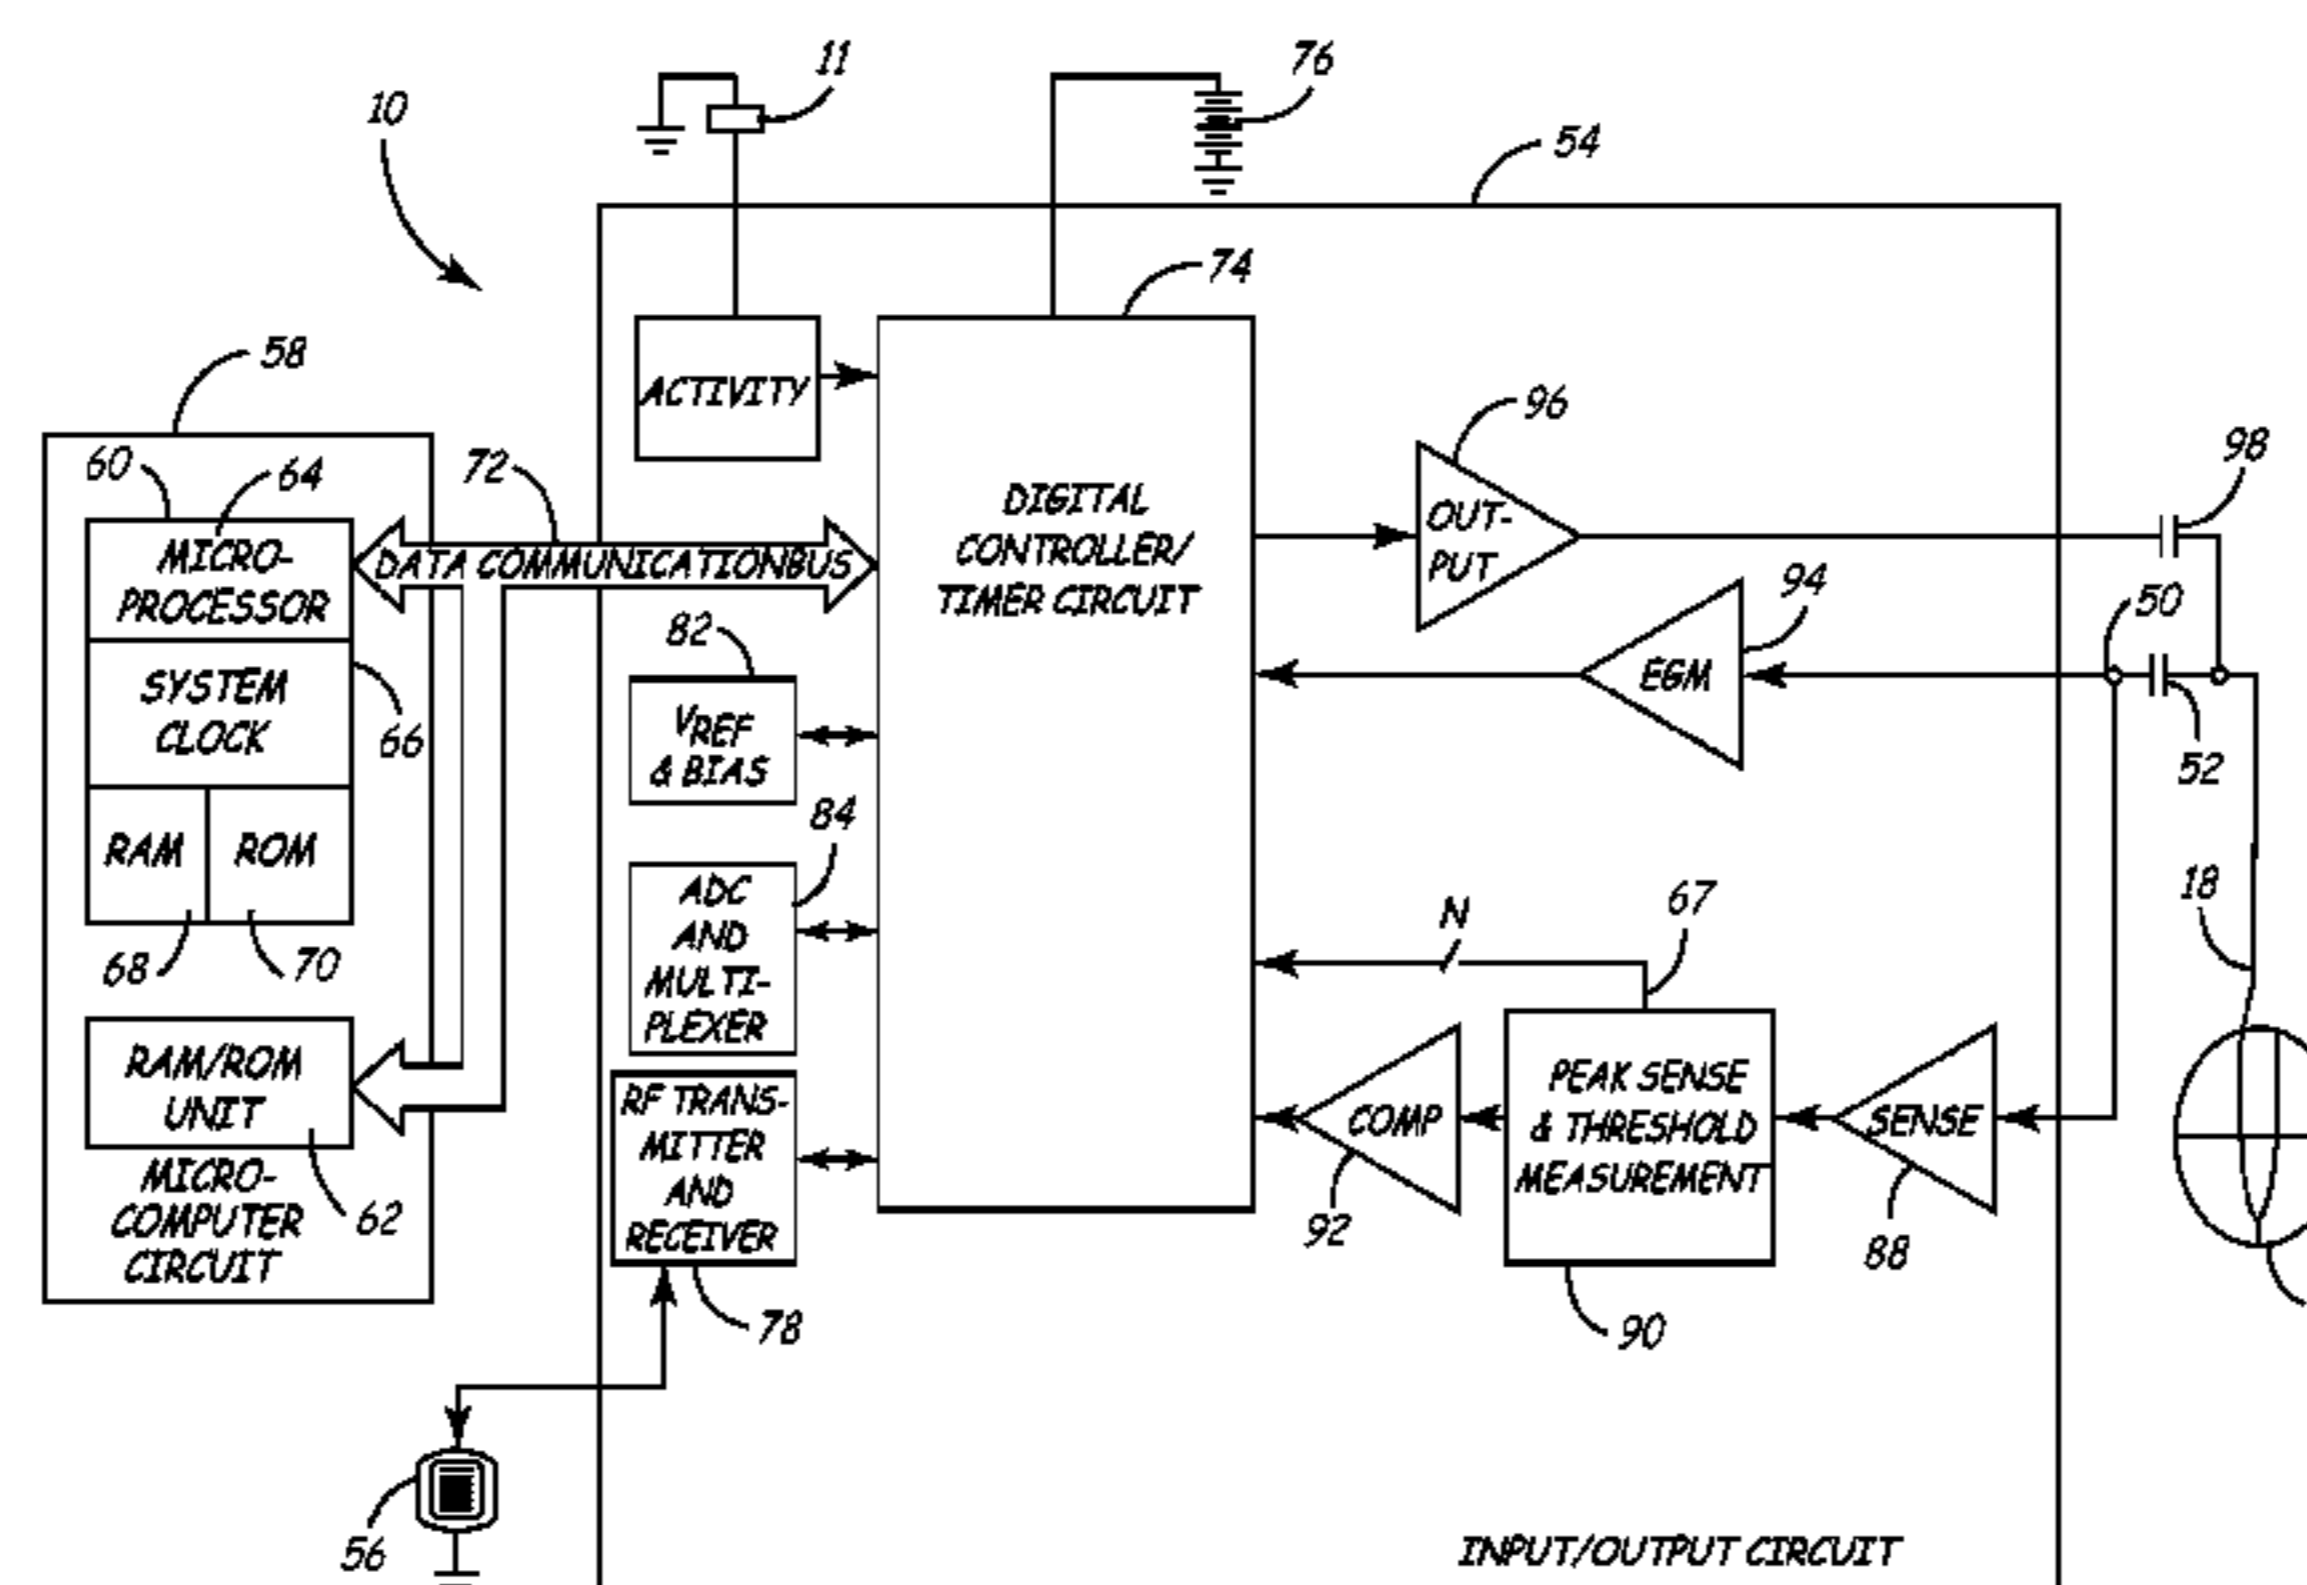 11
76
10
54
74
58
ACTIVITY
96
60
64
72
98
DIGITAL
CONTROLLER/
TIMER CIRCUIT
OUT-
PUT
MICRO-
PROCESSOR
DATA COMMUNICATIONBUS
94
50
82
SYSTEM
CLOCK
66
VREF
& BIAS
EGM
52
84
RAM
ROM
ADC
AND
MULTI-
PLEXER
67
18
N
68
70
RAM/ROM
UNIT
62
MICRO-
COMPUTER
CIRCUIT
RF TRANS-
MITTER
AND
RECEIVER
COMP
PEAK SENSE
& THRESHOLD
MEASUREMENT
SENSE
92
88
78
90
56
INPUT/OUTPUT CIRCUIT